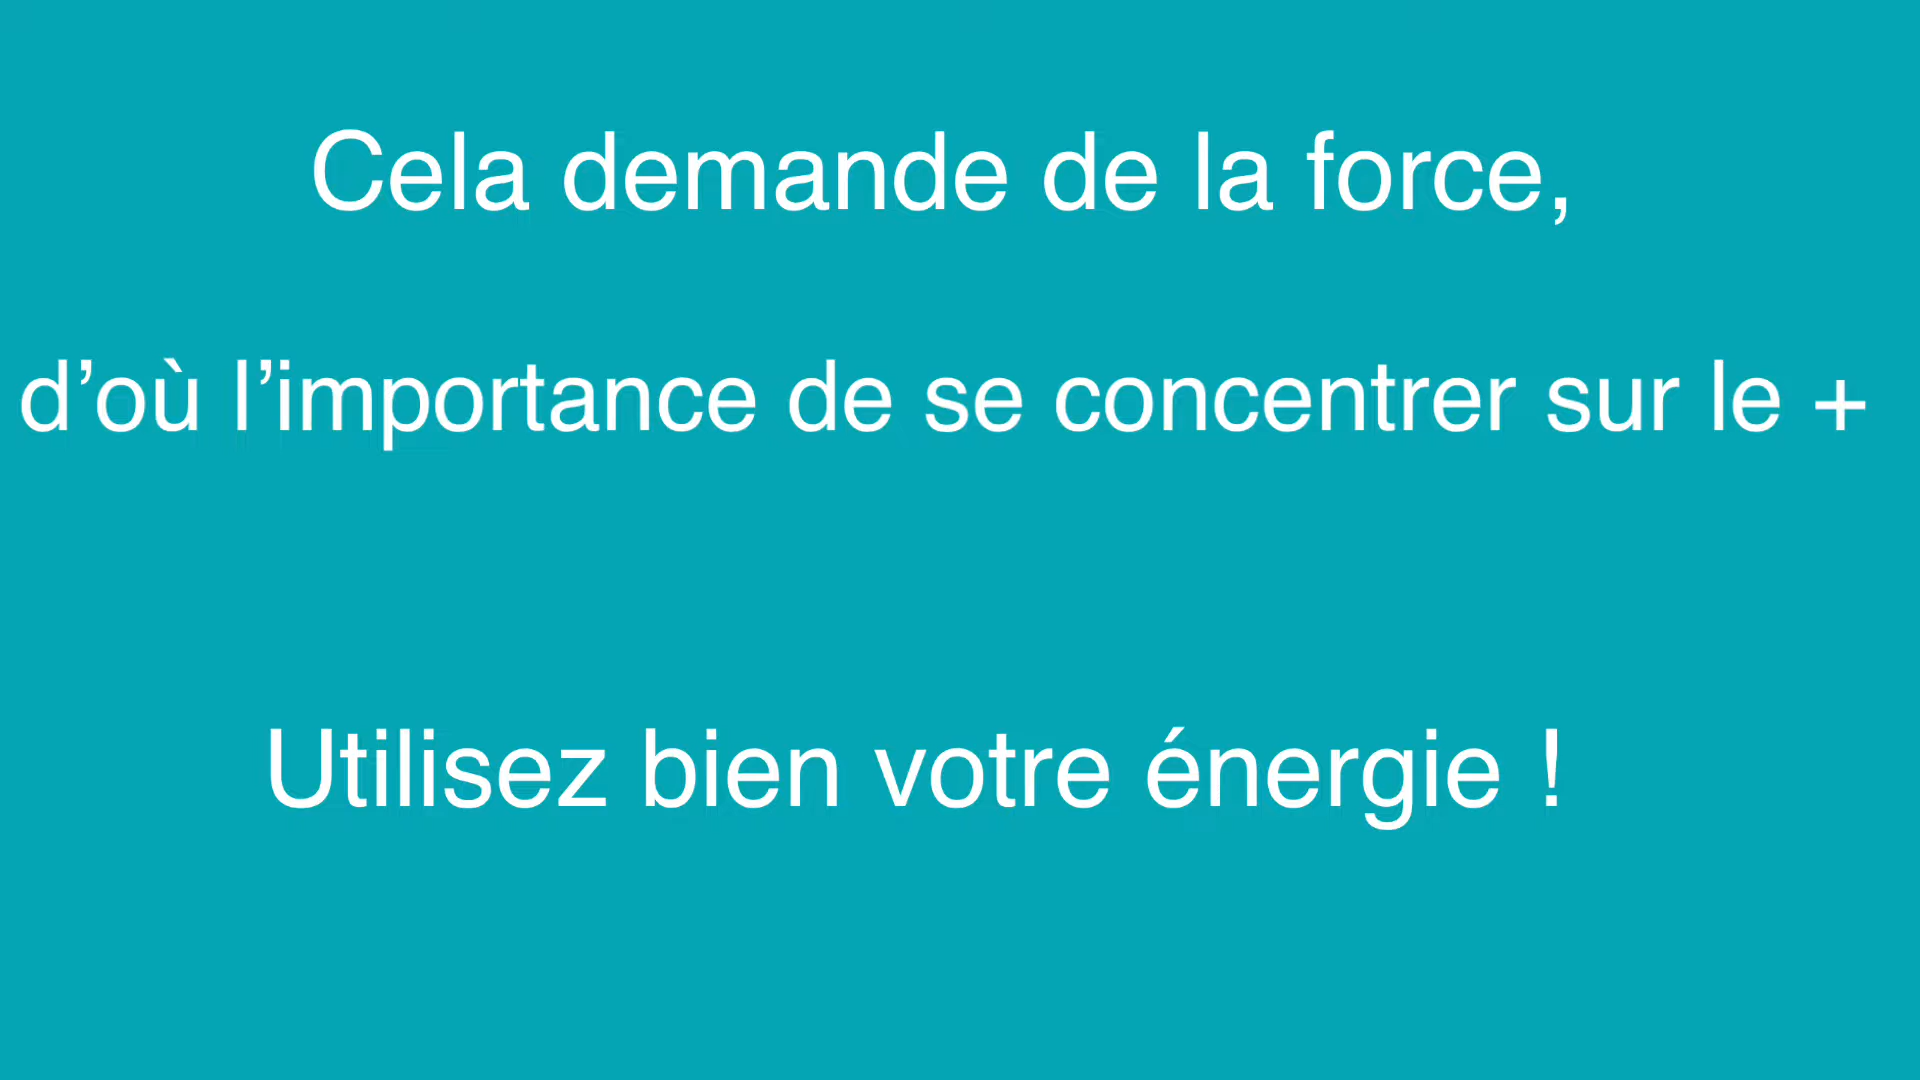 Cela demande de la force,
d’où l’importance de se concentrer sur le +
Utilisez bien votre énergie !